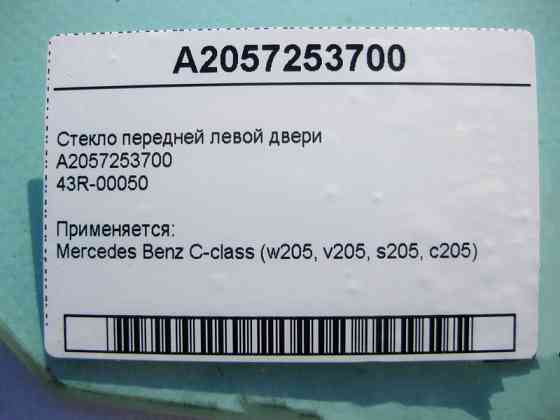 A2057253700
Стекло передней левой двери
A2057253700
43R-00050
Применяется:
Mercedes Benz C-class (w205, v205, s205, c205)